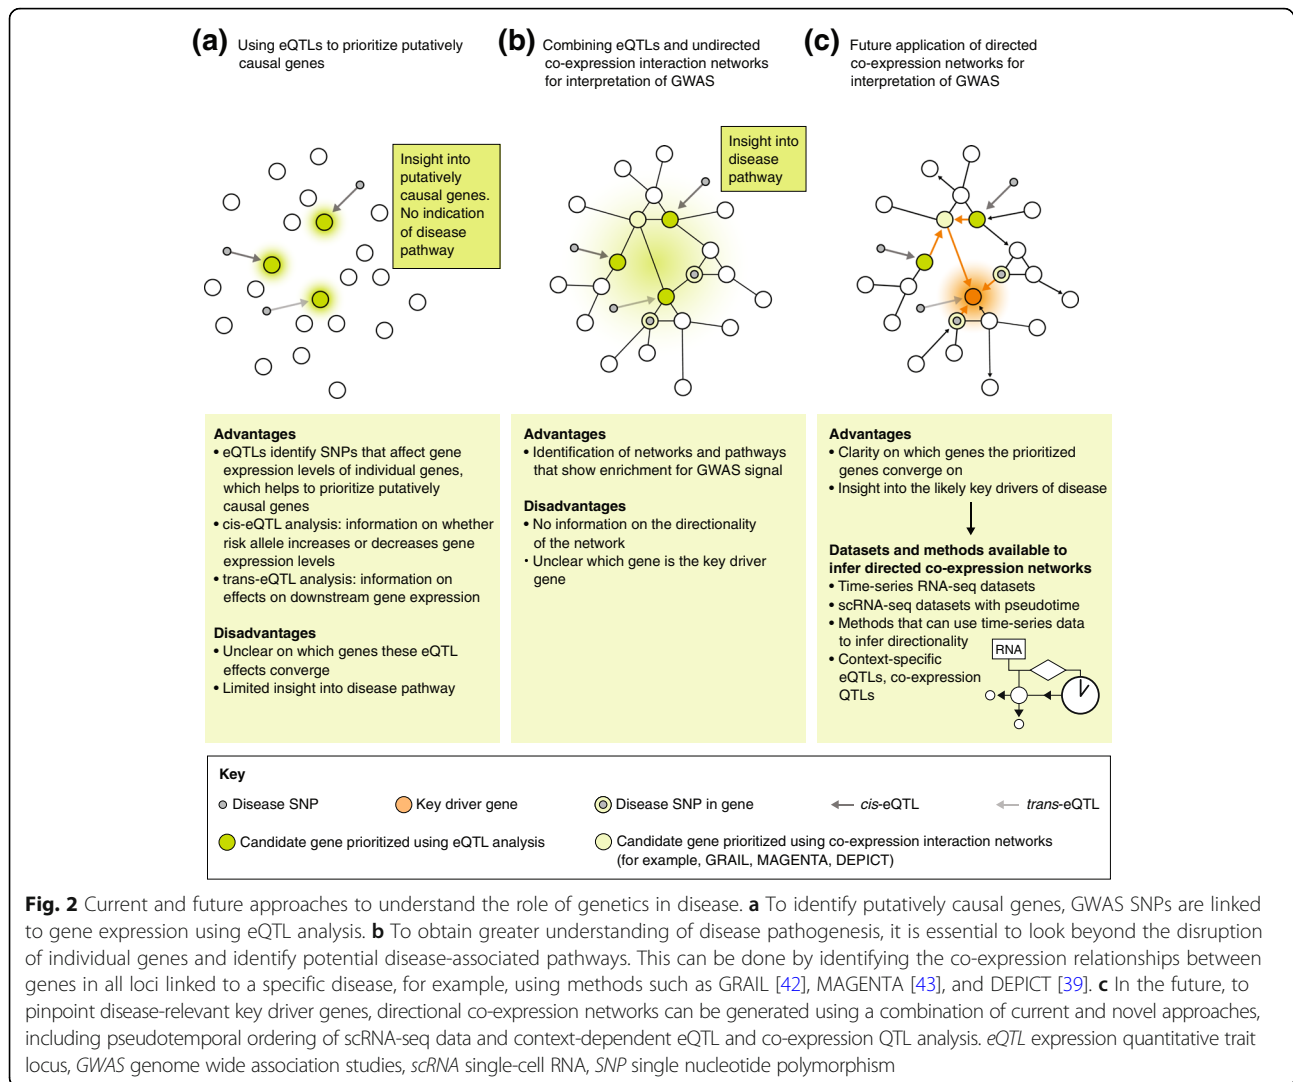 (a) Using eQTLs to prioritize putatively
causal genes
(b) Combining eQTLs and undirected
co-expression interaction networks
for interpretation of GWAS
(c) Future application of directed
co-expression networks for
interpretation of GWAS
Insight into
putatively
causal genes.
No indication
of disease
pathway
Insight into
disease
pathway
Advantages
• eQTLs identify SNPs that affect gene
expression levels of individual genes,
which helps to prioritize putatively
causal genes
• cis-eQTL analysis: information on whether
risk allele increases or decreases gene
expression levels
• trans-eQTL analysis: information on
effects on downstream gene expression
Disadvantages
• Unclear on which genes these eQTL
effects converge
• Limited insight into disease pathway
Advantages
• Identification of networks and pathways
that show enrichment for GWAS signal
Disadvantages
• No information on the directionality
of the network
• Unclear which gene is the key driver
gene
Advantages
• Clarity on which genes the prioritized
genes converge on
• Insight into the likely key drivers of disease
Datasets and methods available to
infer directed co-expression networks
• Time-series RNA-seq datasets
• scRNA-seq datasets with pseudotime
• Methods that can use time-series data
to infer directionality
• Context-specific
eQTLs, co-expression
QTLs
RNA
Key
Disease SNP
Key driver gene
Disease SNP in gene
cis-eQTL
trans-eQTL
Candidate gene prioritized using eQTL analysis
Candidate gene prioritized using co-expression interaction networks
(for example, GRAIL, MAGENTA, DEPICT)
Fig. 2 Current and future approaches to understand the role of genetics in disease. a To identify putatively causal genes, GWAS SNPs are linked
to gene expression using eQTL analysis. b To obtain greater understanding of disease pathogenesis, it is essential to look beyond the disruption
of individual genes and identify potential disease-associated pathways. This can be done by identifying the co-expression relationships between
genes in all loci linked to a specific disease, for example, using methods such as GRAIL [42], MAGENTA [43], and DEPICT [39]. c In the future, to
pinpoint disease-relevant key driver genes, directional co-expression networks can be generated using a combination of current and novel approaches,
including pseudotemporal ordering of scRNA-seq data and context-dependent eQTL and co-expression QTL analysis. eQTL expression quantitative trait
locus, GWAS genome wide association studies, scRNA single-cell RNA, SNP single nucleotide polymorphism